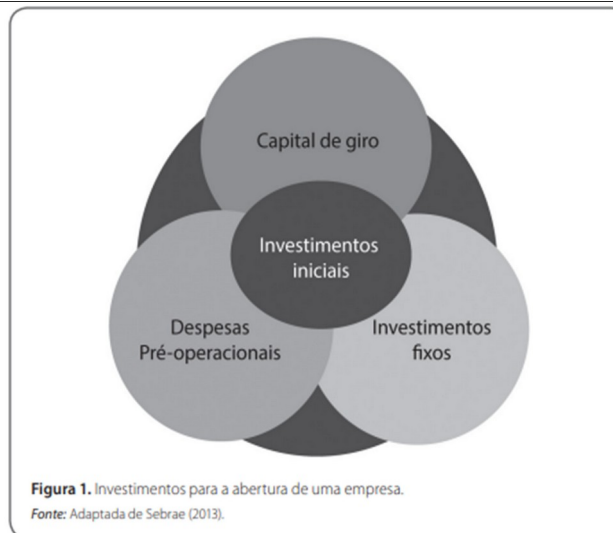 Capital de giro
Investimentos
iniciais
Despesas
Pré-operacionais
Investimentos
fixos
Figura 1. Investimentos para a abertura de uma empresa.
Fonte: Adaptada de Sebrae (2013).